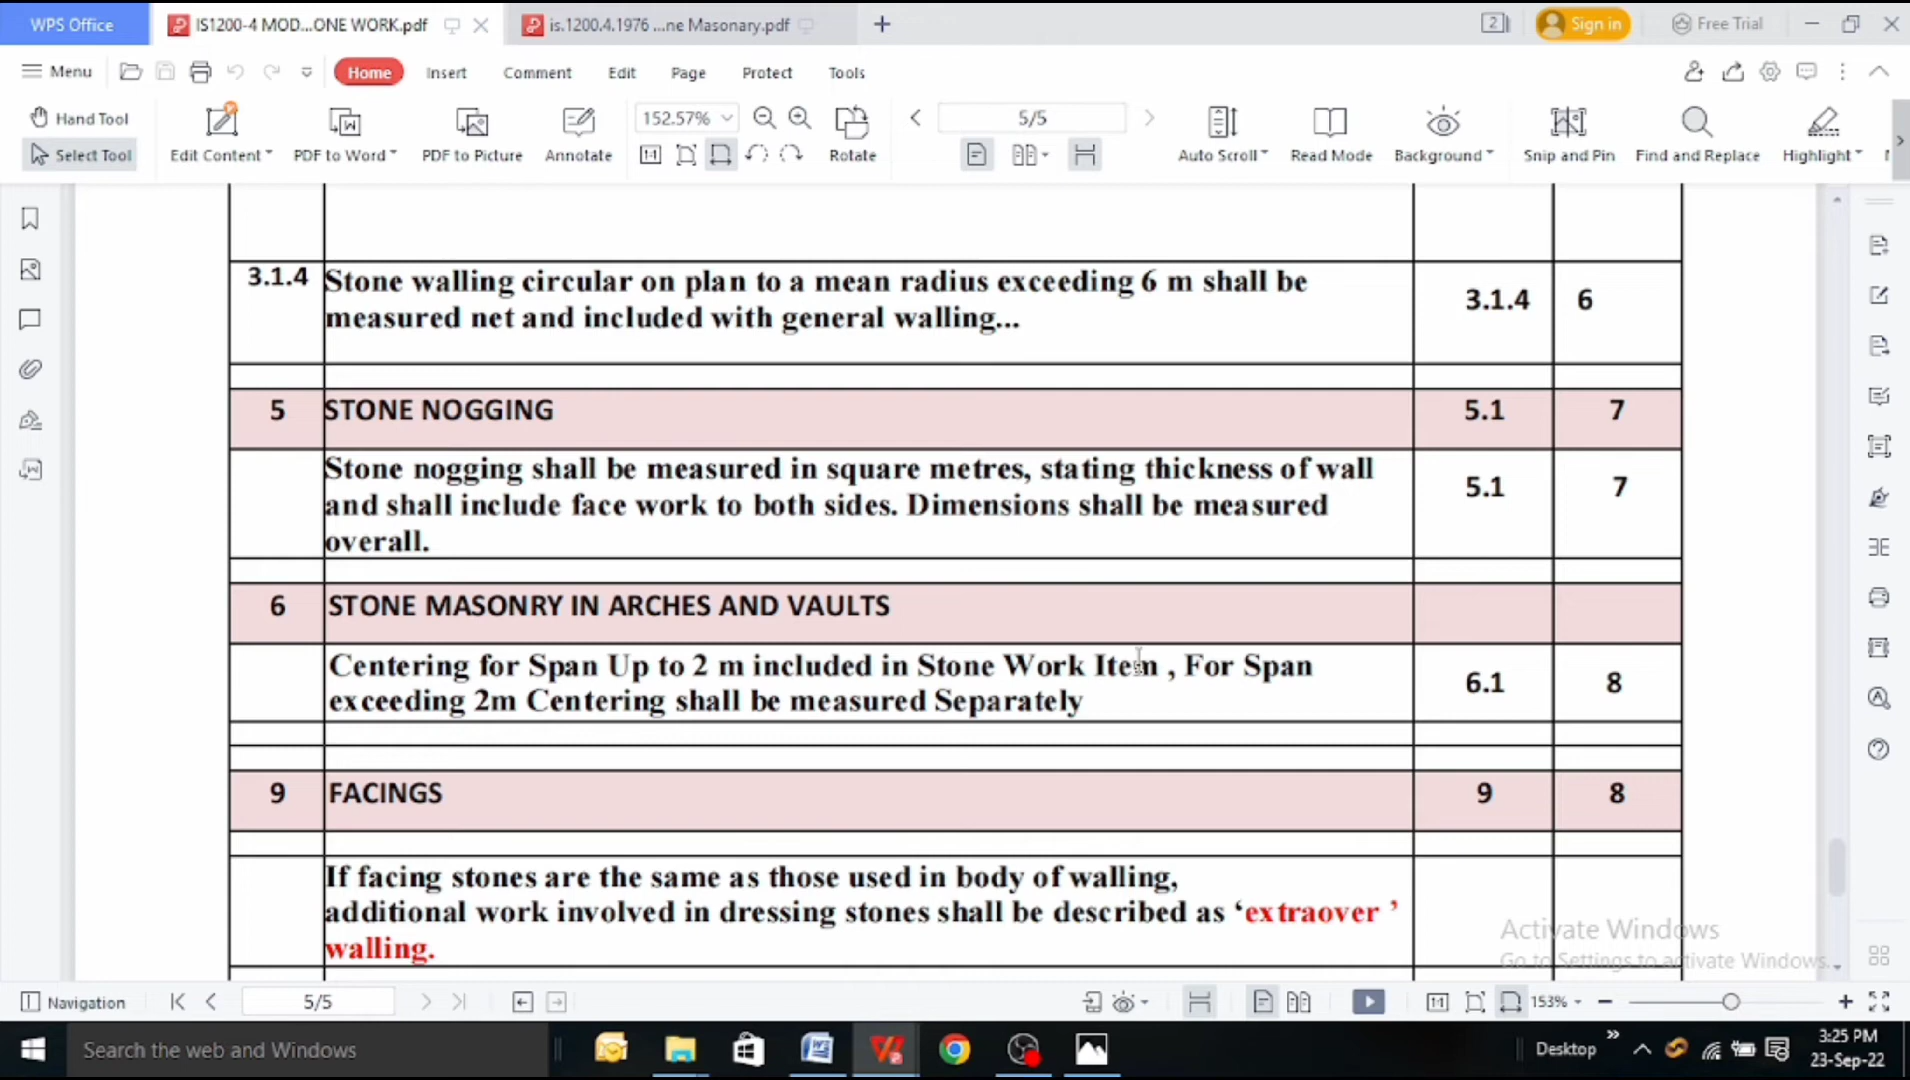 WPS Office
IS1200-4 MOD...ONE WORK.pdf
is.1200.4.1976 ...ne Masonary.pdf
2
Sign in
Free Trial
Menu
Home
Insert
Comment
Edit
Page
Protect
Tools
Hand Tool
Select Tool
Edit Content
PDF to Word
PDF to Picture
Annotate
152.57%
Rotate
5/5
Auto Scroll
Read Mode
Background
Snip and Pin
Find and Replace
Highlight
3.1.4 Stone walling circular on plan to a mean radius exceeding 6 m shall be 3.1.4 6
measured net and included with general walling...
5 STONE NOGGING 5.1 7
Stone nogging shall be measured in square metres, stating thickness of wall 5.1 7
and shall include face work to both sides. Dimensions shall be measured
overall.
6 STONE MASONRY IN ARCHES AND VAULTS
Centering for Span Up to 2 m included in Stone Work Item , For Span 6.1 8
exceeding 2m Centering shall be measured Separately
9 FACINGS 9 8
If facing stones are the same as those used in body of walling,
additional work involved in dressing stones shall be described as ‘extraover ’
walling.
Activate Windows
Go to Settings to activate Windows.
Navigation
5/5
153%
Search the web and Windows
Desktop
3:25 PM
23-Sep-22